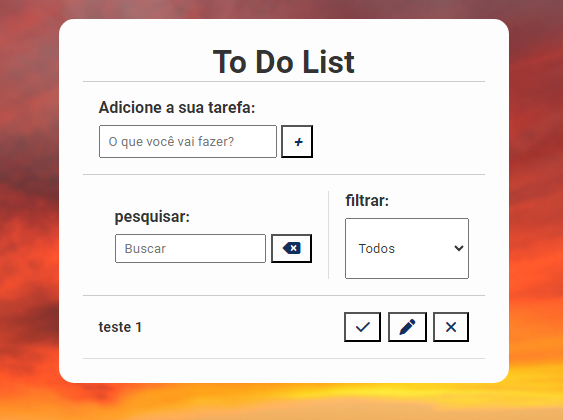 To Do List
Adicione a sua tarefa:
O que você vai fazer?
+
pesquisar:
Buscar
filtrar:
Todos
teste 1